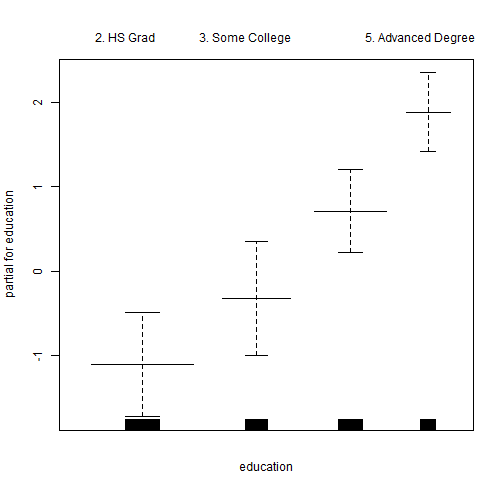 2. HS Grad 3. Some College 5. Advanced Degree
2
1
0
-1
partial for education
education